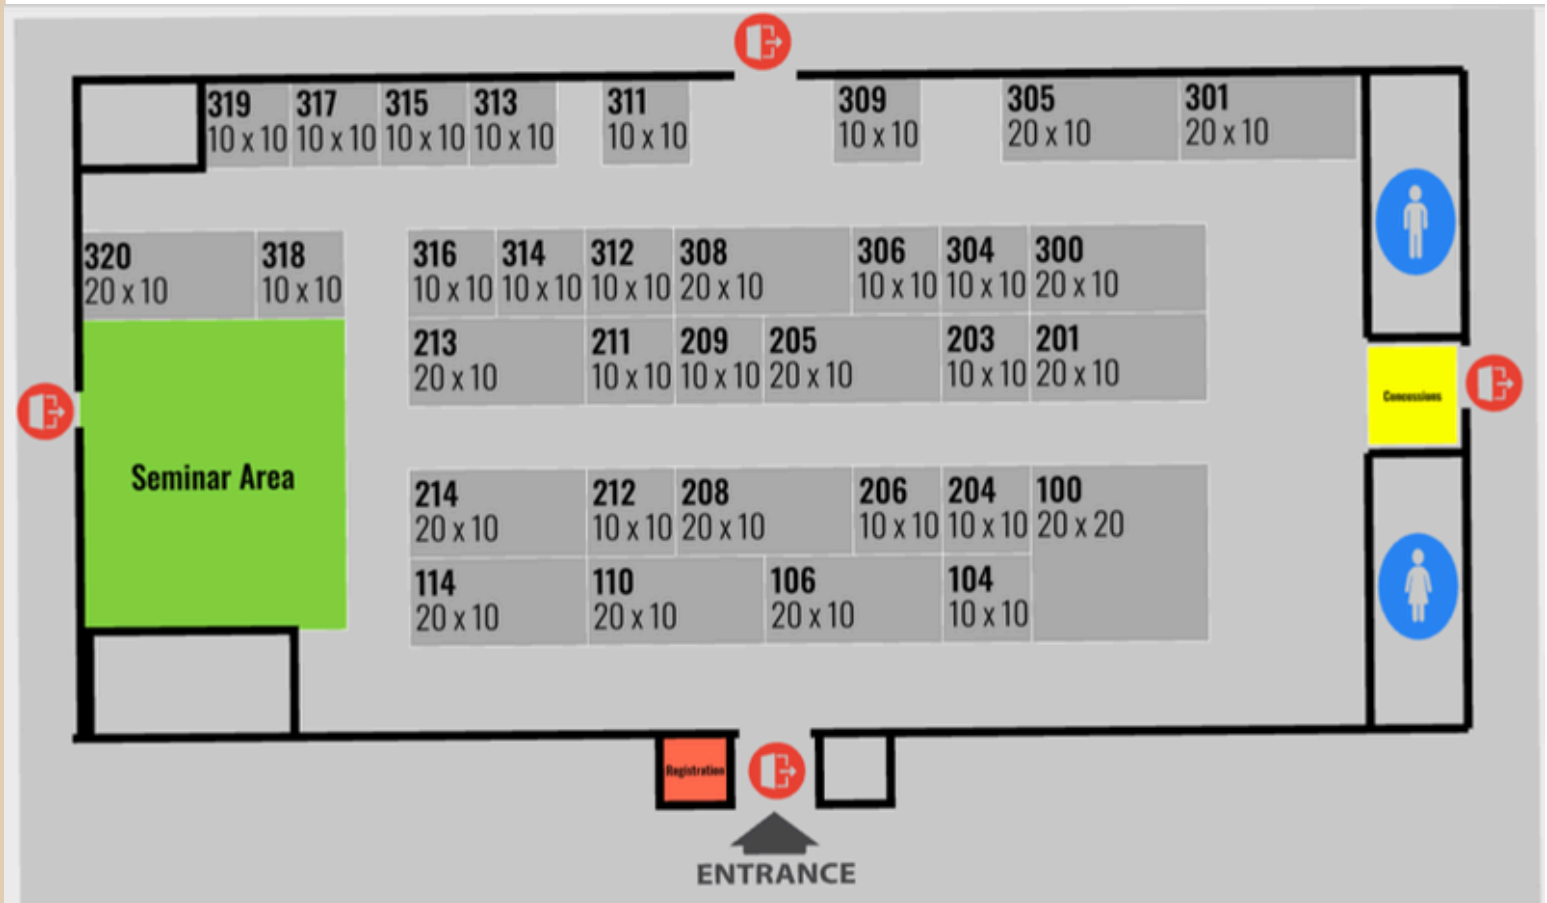 319
10 x 10
317
10 x 10
315
10 x 10
313
10 x 10
311
10 x 10
309
10 x 10
305
20 x 10
301
20 x 10
320
20 x 10
318
10 x 10
316
10 x 10
314
10 x 10
312
10 x 10
308
20 x 10
306
10 x 10
304
10 x 10
300
20 x 10
213
20 x 10
211
10 x 10
209
10 x 10
205
20 x 10
203
10 x 10
201
20 x 10
Concessions
Seminar Area
214
20 x 10
212
10 x 10
208
20 x 10
206
10 x 10
204
10 x 10
100
20 x 20
114
20 x 10
110
20 x 10
106
20 x 10
104
10 x 10
Registration
ENTRANCE